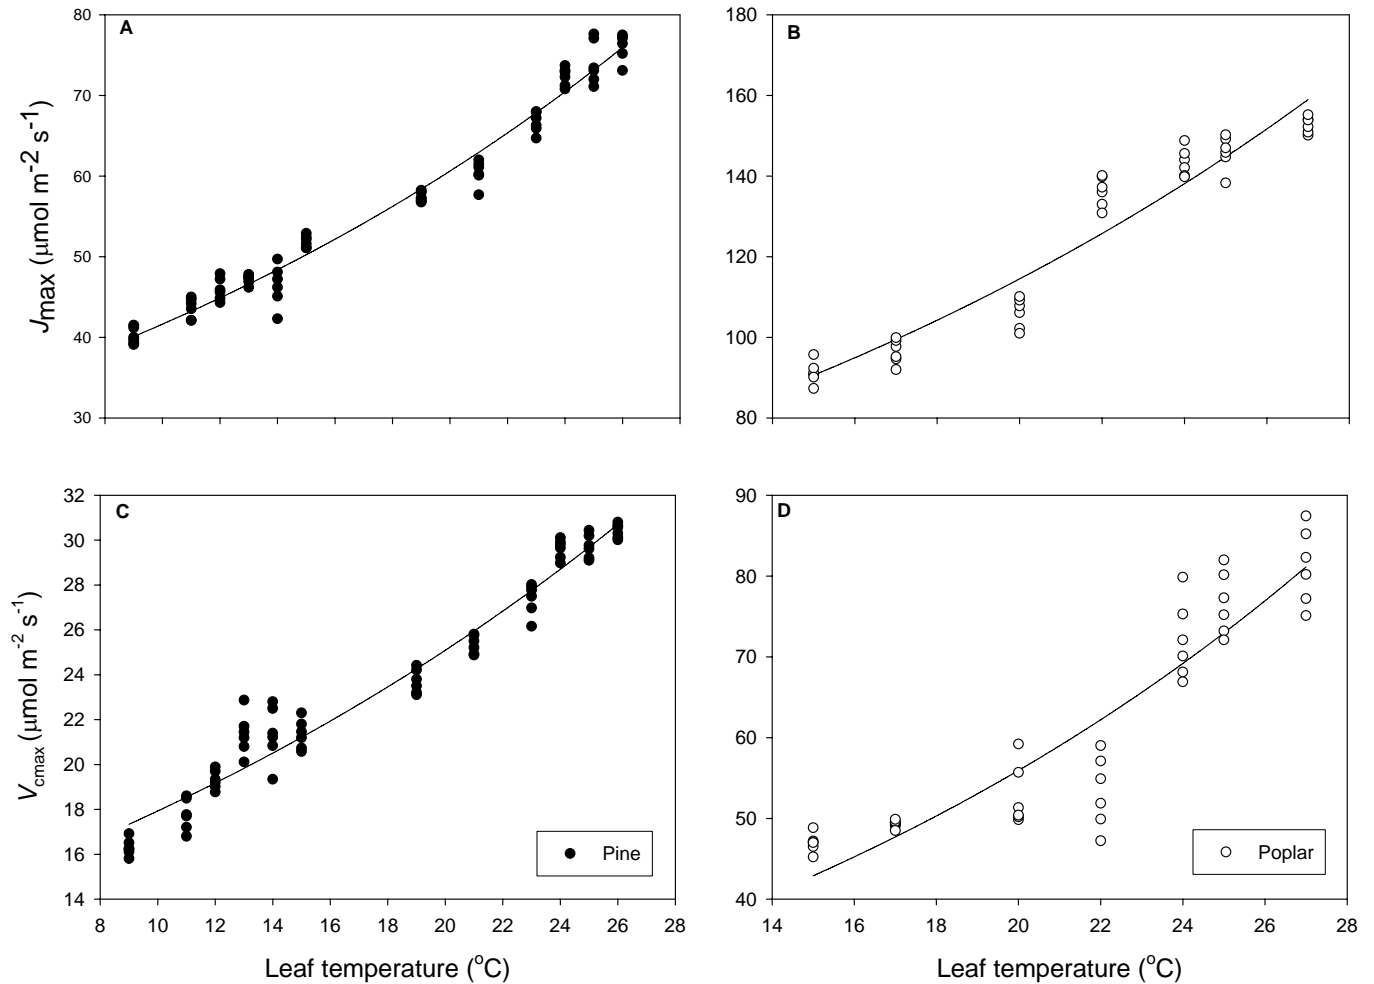 A
80
70
60
50
40
30
Jmax (μmol m-2 s-1)
B
180
160
140
120
100
80
C
32
30
28
26
24
22
20
18
16
14
Vcmax (μmol m-2 s-1)
Pine
8 10 12 14 16 18 20 22 24 26 28
Leaf temperature (oC)
D
90
80
70
60
50
40
Poplar
14 16 18 20 22 24 26 28
Leaf temperature (oC)